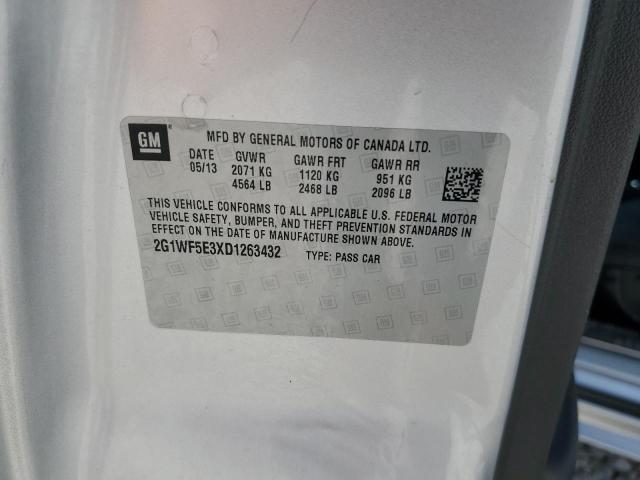 GM
MFD BY GENERAL MOTORS OF CANADA LTD.
DATE GVWR GAWR FRT GAWR RR
05/13 2071 KG 1120 KG 951 KG
4564 LB 2468 LB 2096 LB
THIS VEHICLE CONFORMS TO ALL APPLICABLE U.S. FEDERAL MOTOR
VEHICLE SAFETY, BUMPER, AND THEFT PREVENTION STANDARDS IN
EFFECT ON THE DATE OF MANUFACTURE SHOWN ABOVE.
2G1WF5E3XD1263432 TYPE: PASS CAR